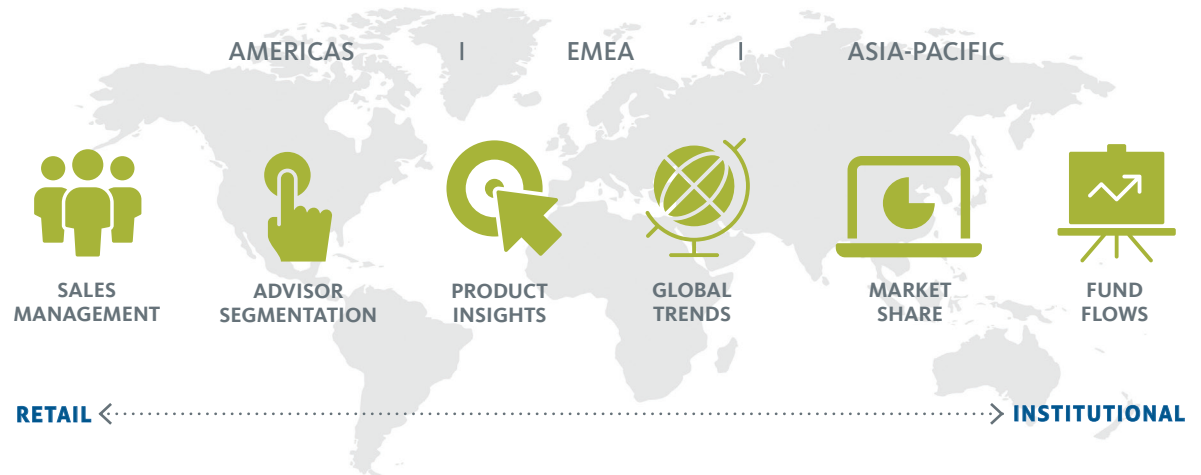 AMERICAS | EMEA | ASIA-PACIFIC
SALES
MANAGEMENT
ADVISOR
SEGMENTATION
PRODUCT
INSIGHTS
GLOBAL
TRENDS
MARKET
SHARE
FUND
FLOWS
RETAIL
INSTITUTIONAL